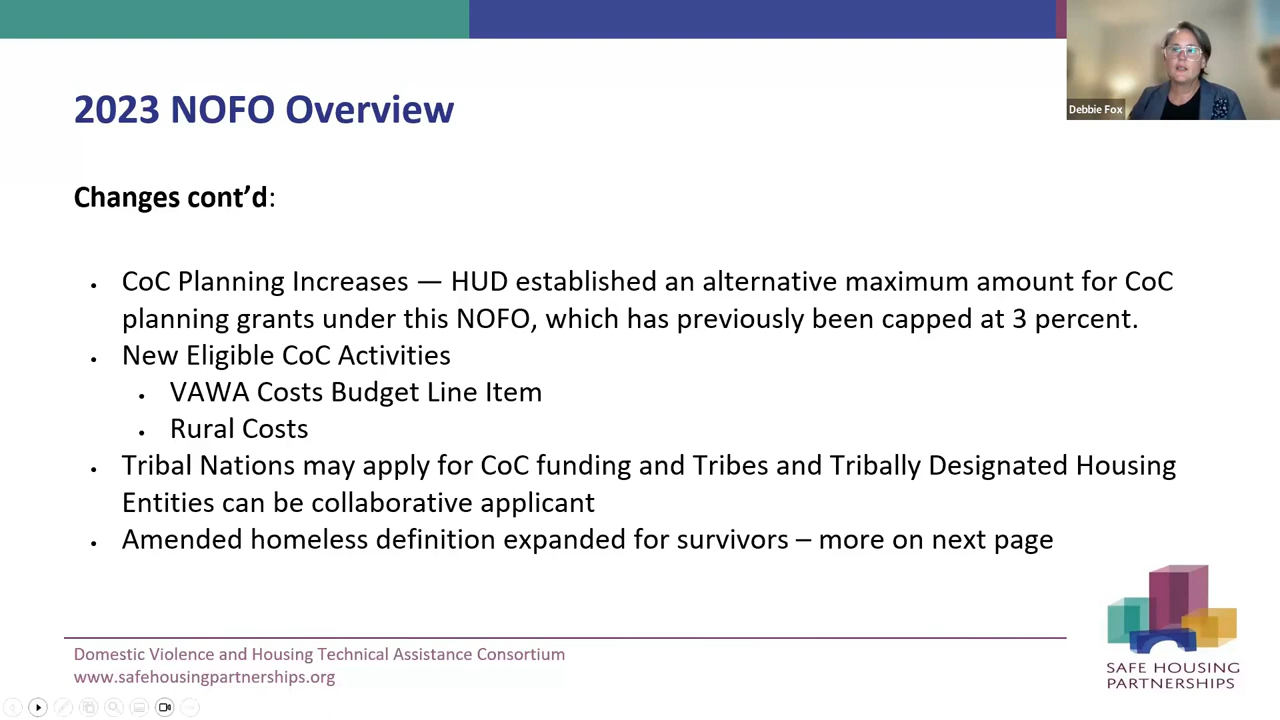 2023 NOFO Overview
Debbie Fox
Changes cont’d:
• CoC Planning Increases — HUD established an alternative maximum amount for CoC
planning grants under this NOFO, which has previously been capped at 3 percent.
• New Eligible CoC Activities
• VAWA Costs Budget Line Item
• Rural Costs
• Tribal Nations may apply for CoC funding and Tribes and Tribally Designated Housing
Entities can be collaborative applicant
• Amended homeless definition expanded for survivors – more on next page
Domestic Violence and Housing Technical Assistance Consortium
www.safehousingpartnerships.org
SAFE HOUSING
PARTNERSHIPS